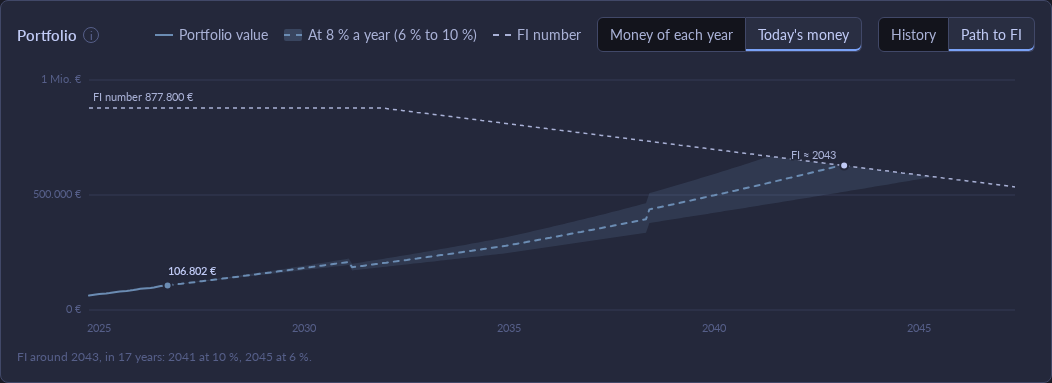 Portfolio
Portfolio value
At 8 % a year (6 % to 10 %)
FI number
Money of each year
Today's money
History
Path to FI
1 Mio. €
FI number 877.800 €
FI ≈ 2043
500.000 €
106.802 €
0 €
2025 2030 2035 2040 2045
FI around 2043, in 17 years: 2041 at 10 %, 2045 at 6 %.